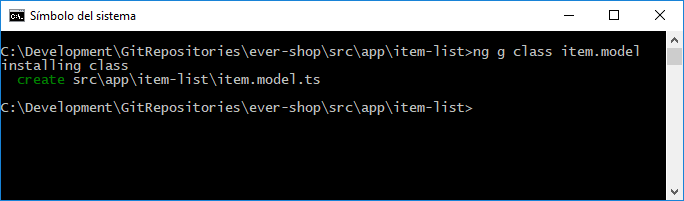 Símbolo del sistema
C:\Development\GitRepositories\ever-shop\src\app\item-list>ng g class item.model
installing class
  create src\app\item-list\item.model.ts
C:\Development\GitRepositories\ever-shop\src\app\item-list>